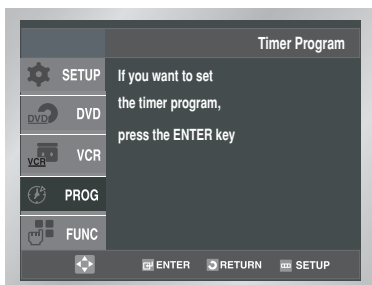 Timer Program
SETUP
If you want to set
the timer program,
press the ENTER key
DVD DVD
VCR VCR
PROG
FUNC
ENTER RETURN SETUP